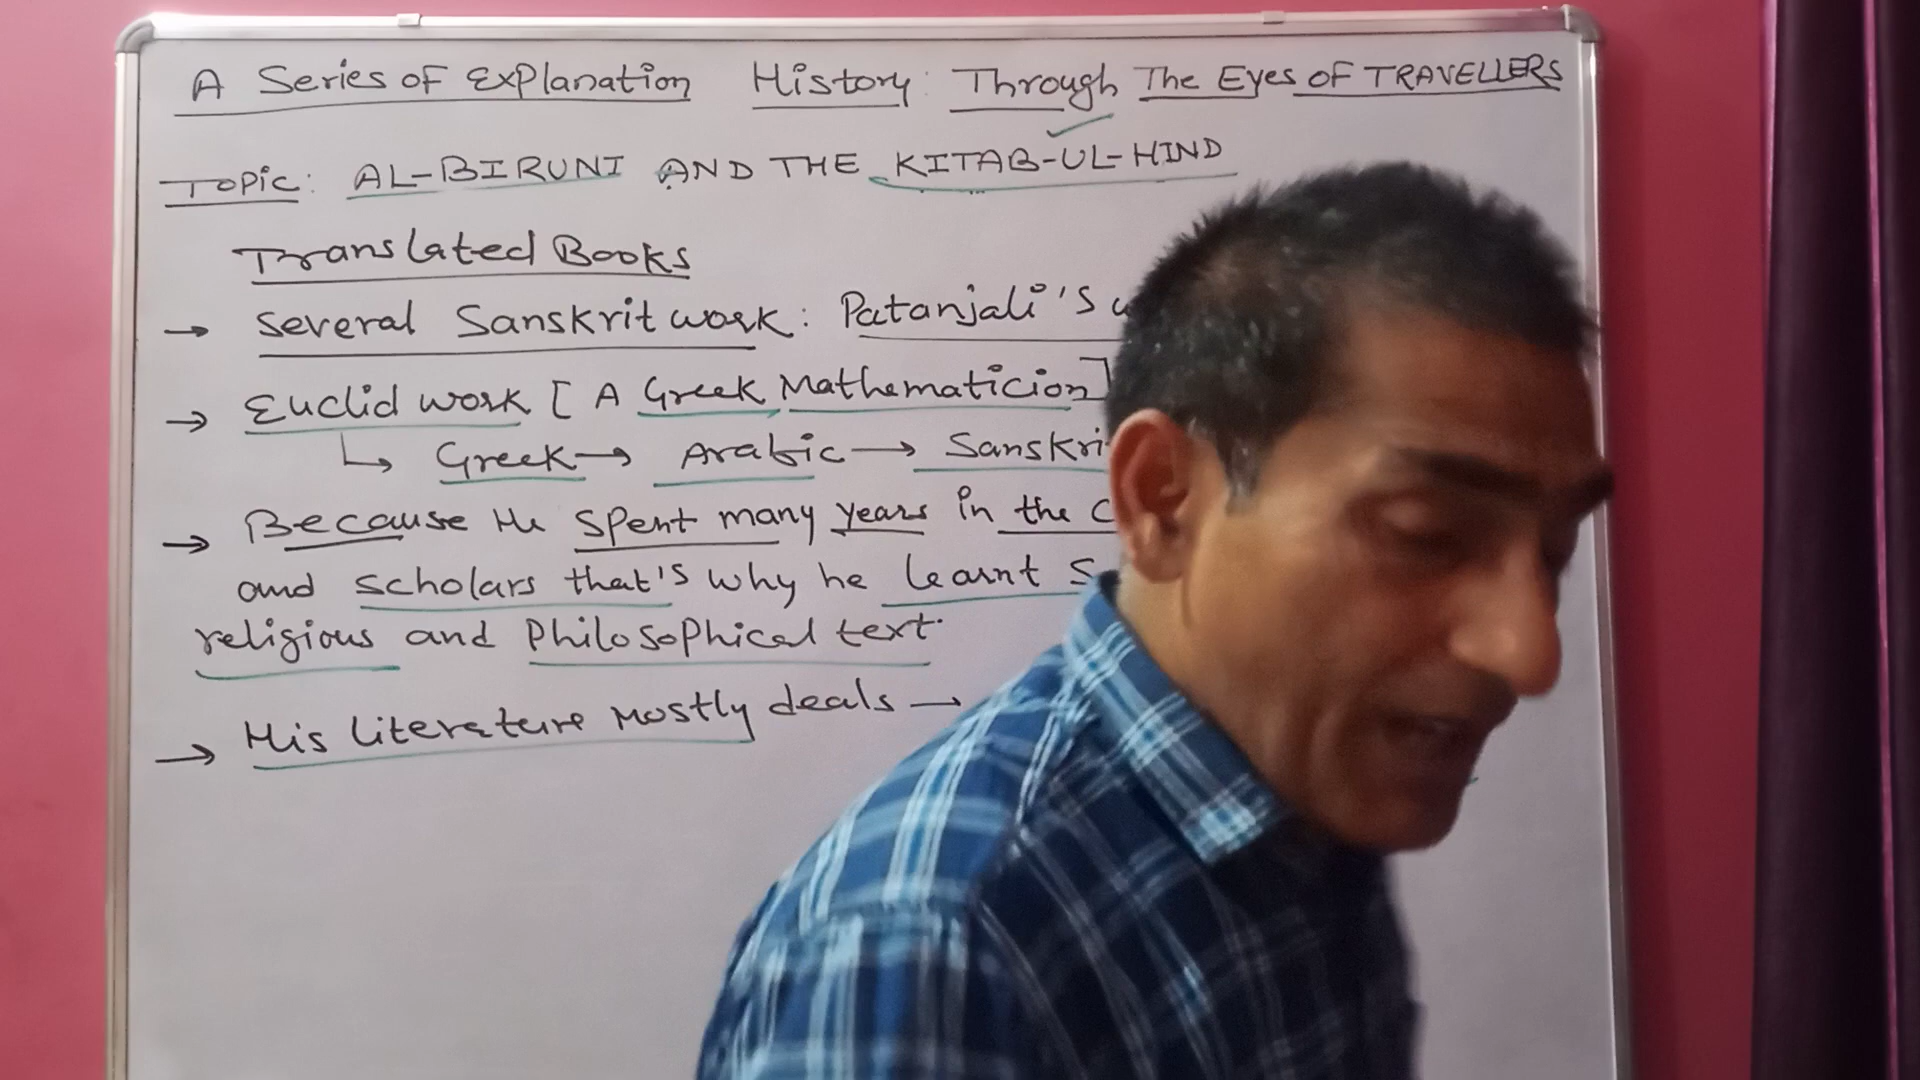 A Series of Explanation History: Through The Eyes of TRAVELLERS
Topic: AL-BIRUNI AND THE KITAB-UL-HIND
Translated Books
→ Several Sanskrit work: Patanjali's
→ Euclid work [A Greek Mathematicion]
↳ Greek → Arabic → Sanskri
→ Because He spent many years in the
and scholars that's why he learnt S
religious and philosophical text.
→ His literature mostly deals →